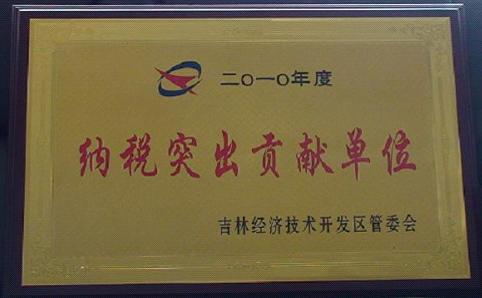 二〇一〇年度
纳税突出贡献单位
吉林经济技术开发区管委会